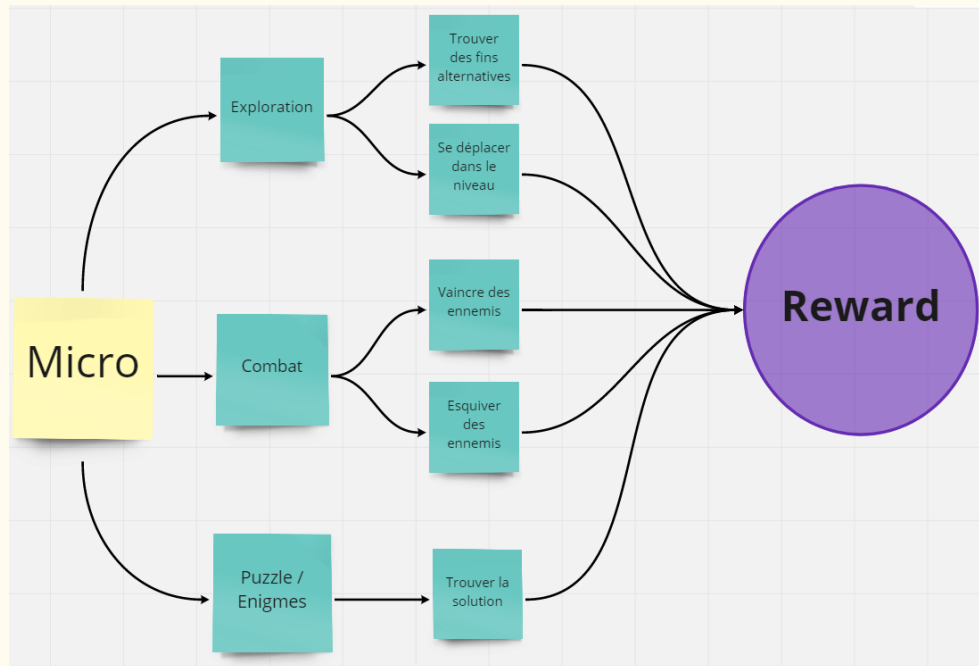 Trouver
des fins
alternatives
Exploration
Se déplacer
dans le
niveau
Micro
Combat
Vaincre des
ennemis
Esquiver
des
ennemis
Reward
Puzzle /
Enigmes
Trouver la
solution